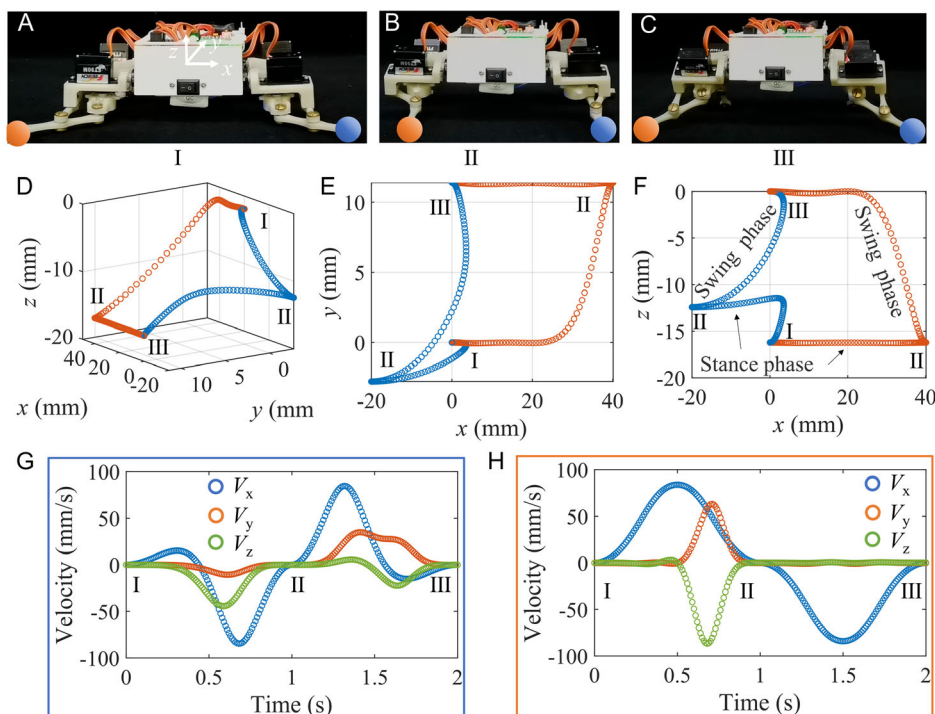 A
B
C
z
y
x
I
II
III
D
E
F
0
-10
-20
z (mm)
I
II
II
III
40
20
0
-20
10
5
0
x (mm)
y (mm
10
0
y (mm)
III
II
II
I
-20
0
20
40
x (mm)
0
-5
-10
-15
-20
z (mm)
III
Swing phase
Swing phase
II
I
Stance phase
II
-20
0
20
40
x (mm)
G
100
50
0
-50
-100
Velocity (mm/s)
Vx
Vy
Vz
I
II
III
0
0.5
1
1.5
2
Time (s)
H
100
50
0
-50
-100
Velocity (mm/s)
Vx
Vy
Vz
I
II
III
0
0.5
1
1.5
2
Time (s)